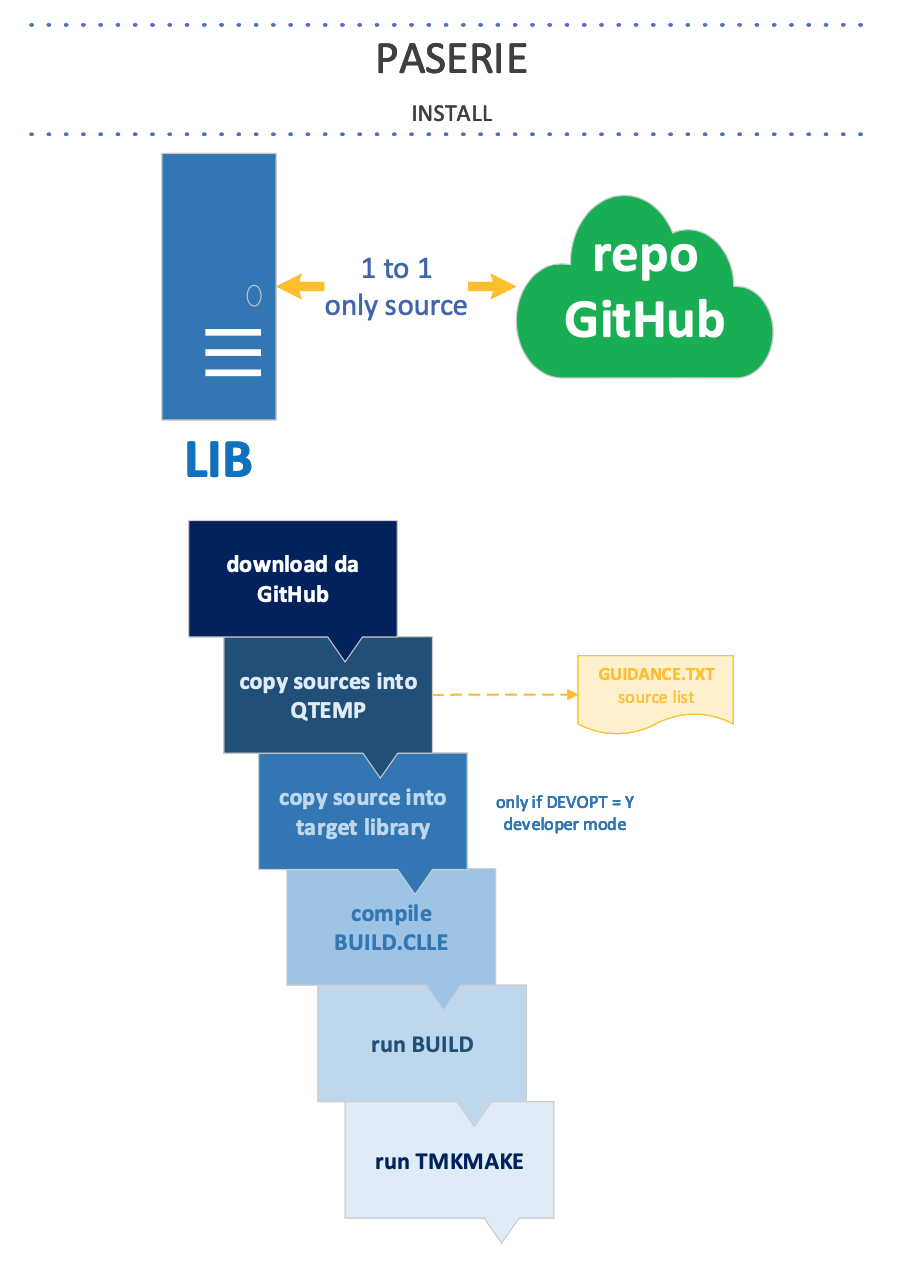 PASERIE
INSTALL
1 to 1
only source
repo
GitHub
LIB
download da
GitHub
copy sources into
QTEMP
GUIDANCE.TXT
source list
copy source into
target library
only if DEVOPT = Y
developer mode
compile
BUILD.CLLE
run BUILD
run TMKMAKE